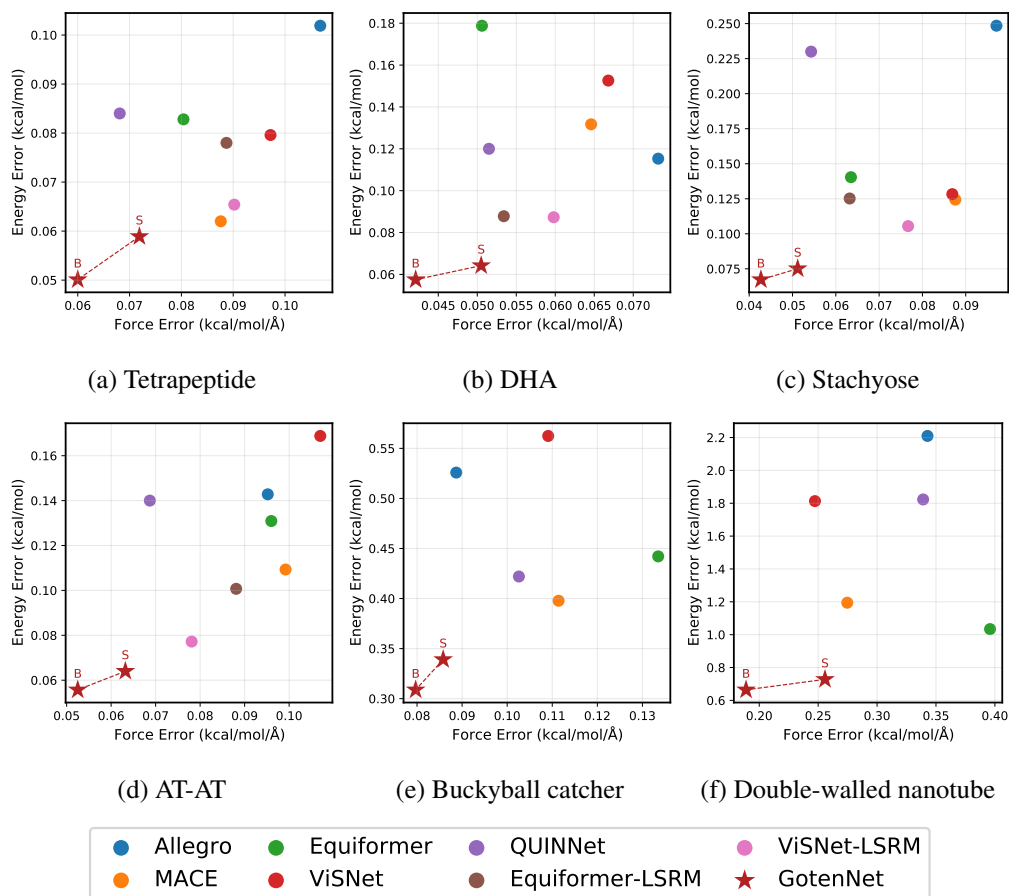 0.10
0.09
0.08
0.07
0.06
0.05
Energy Error (kcal/mol)
B
S
0.06 0.07 0.08 0.09 0.10
Force Error (kcal/mol/Å)
(a) Tetrapeptide
0.18
0.16
0.14
0.12
0.10
0.08
0.06
Energy Error (kcal/mol)
B
S
0.045 0.050 0.055 0.060 0.065 0.070
Force Error (kcal/mol/Å)
(b) DHA
0.250
0.225
0.200
0.175
0.150
0.125
0.100
0.075
Energy Error (kcal/mol)
B
S
0.04 0.05 0.06 0.07 0.08 0.09
Force Error (kcal/mol/Å)
(c) Stachyose
0.16
0.14
0.12
0.10
0.08
0.06
Energy Error (kcal/mol)
B
S
0.05 0.06 0.07 0.08 0.09 0.10
Force Error (kcal/mol/Å)
(d) AT-AT
0.55
0.50
0.45
0.40
0.35
0.30
Energy Error (kcal/mol)
B
S
0.08 0.09 0.10 0.11 0.12 0.13
Force Error (kcal/mol/Å)
(e) Buckyball catcher
2.2
2.0
1.8
1.6
1.4
1.2
1.0
0.8
0.6
Energy Error (kcal/mol)
B
S
0.20 0.25 0.30 0.35 0.40
Force Error (kcal/mol/Å)
(f) Double-walled nanotube
Allegro Equiformer QUINNet ViSNet-LSRM
MACE ViSNet Equiformer-LSRM GotenNet